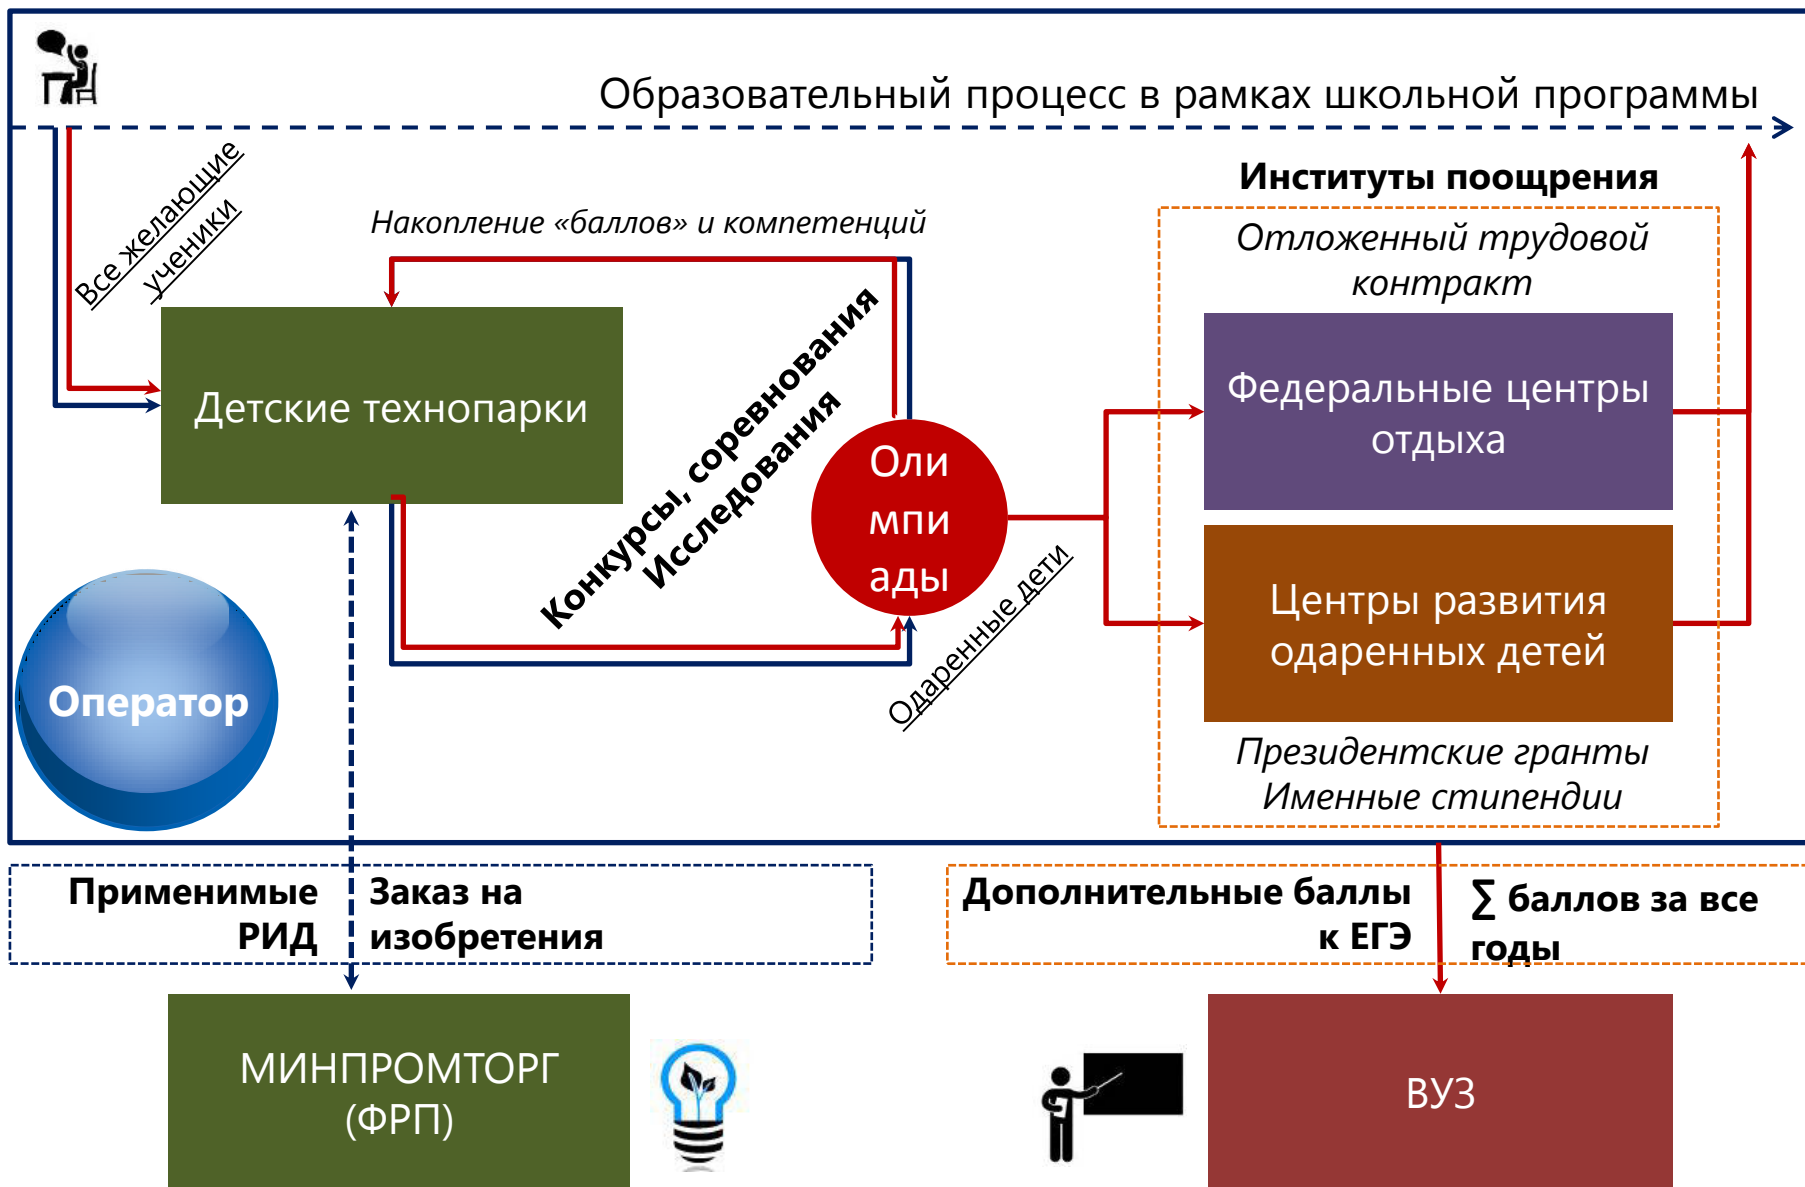 Образовательный процесс в рамках школьной программы
Все желающие
ученики
Накопление «баллов» и компетенций
Институты поощрения
Отложенный трудовой
контракт
Детские технопарки
Конкурсы, соревнования
Исследования
Оли
мпи
ады
Одаренные дети
Федеральные центры
отдыха
Центры развития
одаренных детей
Президентские гранты
Именные стипендии
Оператор
Применимые
РИД
Заказ на
изобретения
Дополнительные баллы
к ЕГЭ
∑ баллов за все
годы
МИНПРОМТОРГ
(ФРП)
ВУЗ